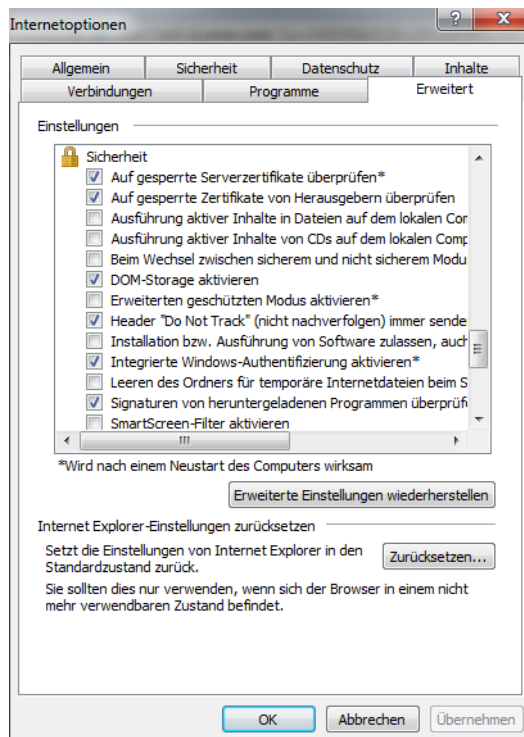 Internetoptionen
Allgemein
Sicherheit
Datenschutz
Inhalte
Verbindungen
Programme
Erweitert
Einstellungen
Sicherheit
Auf gesperrte Serverzertifikate überprüfen*
Auf gesperrte Zertifikate von Herausgebern überprüfen
Ausführung aktiver Inhalte in Dateien auf dem lokalen Con
Ausführung aktiver Inhalte von CDs auf dem lokalen Comp
Beim Wechsel zwischen sicherem und nicht sicherem Modu
DOM-Storage aktivieren
Erweiterten geschützten Modus aktivieren*
Header "Do Not Track" (nicht nachverfolgen) immer sende
Installation bzw. Ausführung von Software zulassen, auch
Integrierte Windows-Authentifizierung aktivieren*
Leeren des Ordners für temporäre Internetdateien beim S
Signaturen von heruntergeladenen Programmen überprüfe
SmartScreen-Filter aktivieren
*Wird nach einem Neustart des Computers wirksam
Erweiterte Einstellungen wiederherstellen
Internet Explorer-Einstellungen zurücksetzen
Setzt die Einstellungen von Internet Explorer in den
Standardzustand zurück.
Zurücksetzen...
Sie sollten dies nur verwenden, wenn sich der Browser in einem nicht
mehr verwendbaren Zustand befindet.
OK
Abbrechen
Übernehmen